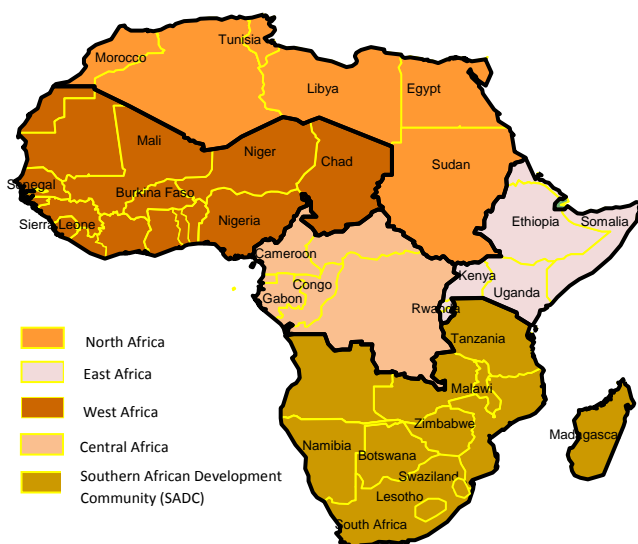 Tunisia
Morocco
Libya
Egypt
Mali
Niger
Chad
Sudan
Senegal
Burkina Faso
Sierra Leone
Nigeria
Ethiopia
Somalia
Cameroon
Kenya
Congo
Gabon
Uganda
Rwanda
Tanzania
Malawi
Zimbabwe
Madagasca
Namibia
Botswana
Swaziland
Lesotho
South Africa
North Africa
East Africa
West Africa
Central Africa
Southern African Development
Community (SADC)